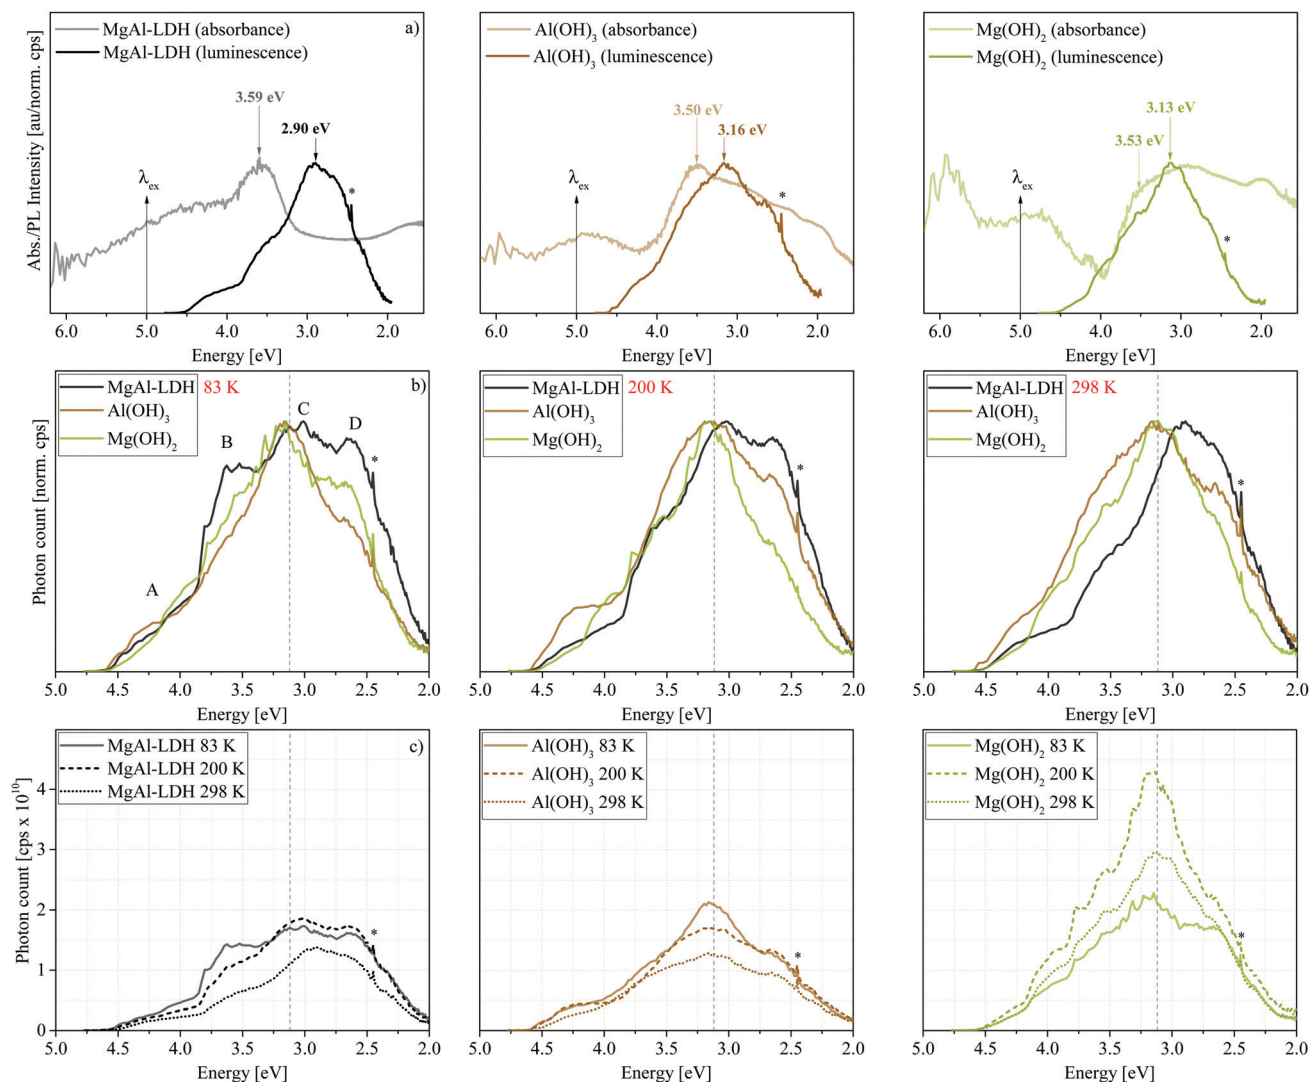 MgAl-LDH (absorbance)
MgAl-LDH (luminescence)
a)
3.59 eV
2.90 eV
λex
*
Abs./PL Intensity [au/norm. cps]
6.0 5.0 4.0 3.0 2.0
Energy [eV]
Al(OH)3 (absorbance)
Al(OH)3 (luminescence)
3.50 eV
3.16 eV
λex
*
6.0 5.0 4.0 3.0 2.0
Energy [eV]
Mg(OH)2 (absorbance)
Mg(OH)2 (luminescence)
3.13 eV
3.53 eV
λex
*
6.0 5.0 4.0 3.0 2.0
Energy [eV]
MgAl-LDH 83 K
Al(OH)3
Mg(OH)2
b)
A
B
C
D
*
Photon count [norm. cps]
5.0 4.5 4.0 3.5 3.0 2.5 2.0
Energy [eV]
MgAl-LDH 200 K
Al(OH)3
Mg(OH)2
*
5.0 4.5 4.0 3.5 3.0 2.5 2.0
Energy [eV]
MgAl-LDH 298 K
Al(OH)3
Mg(OH)2
*
5.0 4.5 4.0 3.5 3.0 2.5 2.0
Energy [eV]
MgAl-LDH 83 K
MgAl-LDH 200 K
MgAl-LDH 298 K
c)
*
Photon count [cps x 10^10]
4
3
2
1
0
5.0 4.5 4.0 3.5 3.0 2.5 2.0
Energy [eV]
Al(OH)3 83 K
Al(OH)3 200 K
Al(OH)3 298 K
*
5.0 4.5 4.0 3.5 3.0 2.5 2.0
Energy [eV]
Mg(OH)2 83 K
Mg(OH)2 200 K
Mg(OH)2 298 K
*
5.0 4.5 4.0 3.5 3.0 2.5 2.0
Energy [eV]